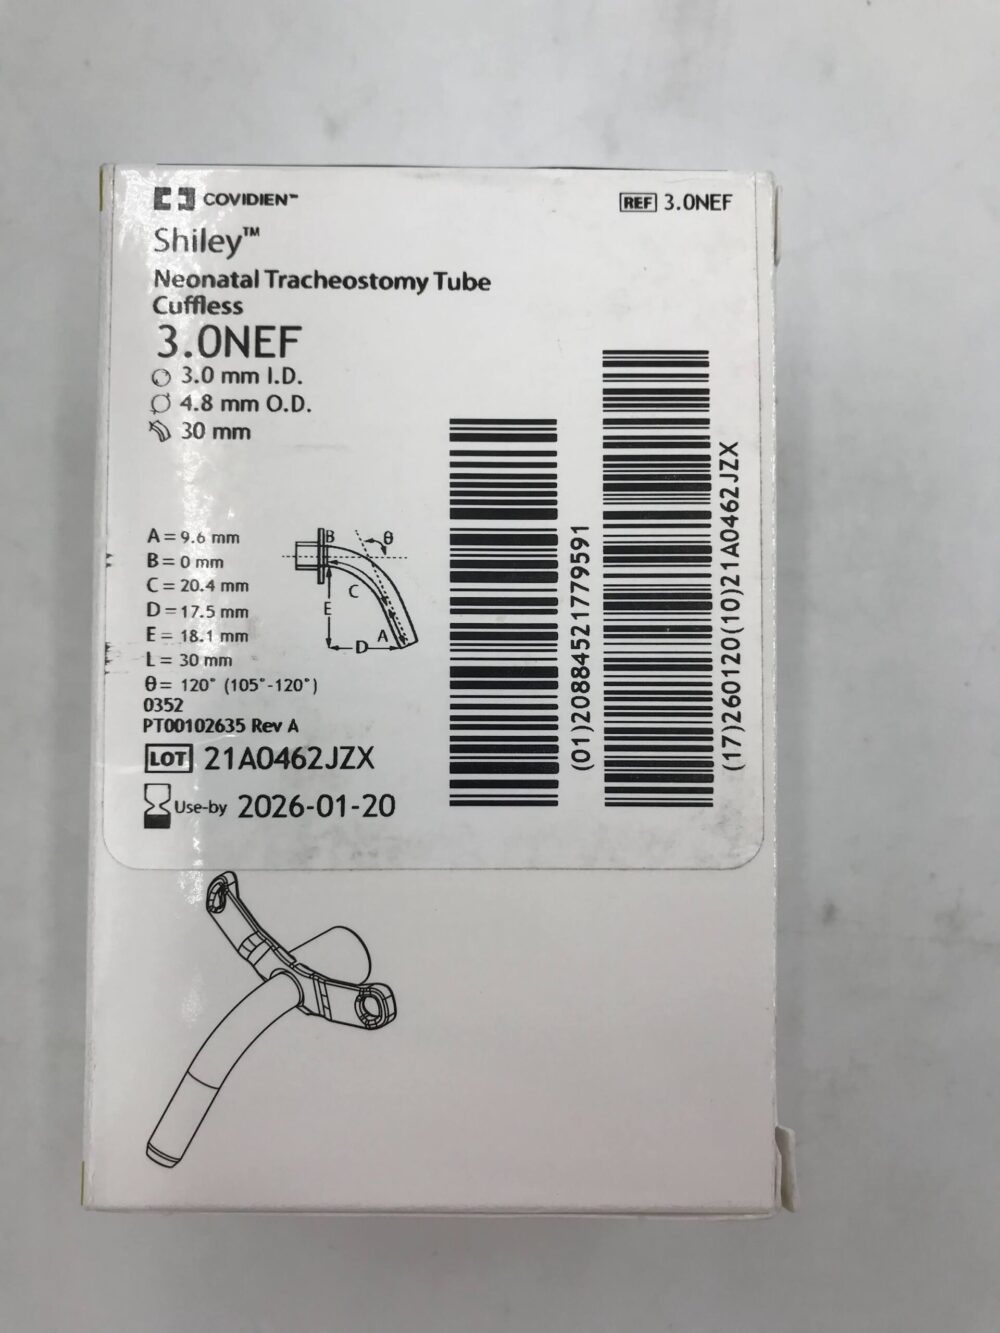 COVIDIEN™
REF 3.0NEF
Shiley™
Neonatal Tracheostomy Tube
Cuffless
3.0NEF
3.0 mm I.D.
4.8 mm O.D.
30 mm
A = 9.6 mm
B = 0 mm
C = 20.4 mm
D = 17.5 mm
E = 18.1 mm
L = 30 mm
θ = 120° (105°-120°)
B
θ
C
E
A
D
0352
PT00102635 Rev A
LOT 21A0462JZX
Use-by 2026-01-20
(01)20884521779591
(17)260120(10)21A0462JZX